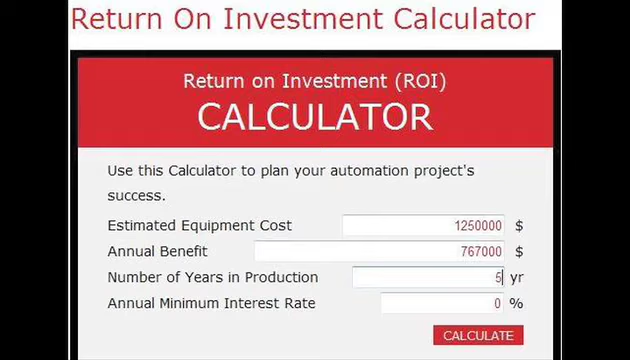 Return On Investment Calculator
Return on Investment (ROI)
CALCULATOR
Use this Calculator to plan your automation project's
success.
Estimated Equipment Cost 1250000 $
Annual Benefit 767000 $
Number of Years in Production 5 yr
Annual Minimum Interest Rate 0 %
CALCULATE